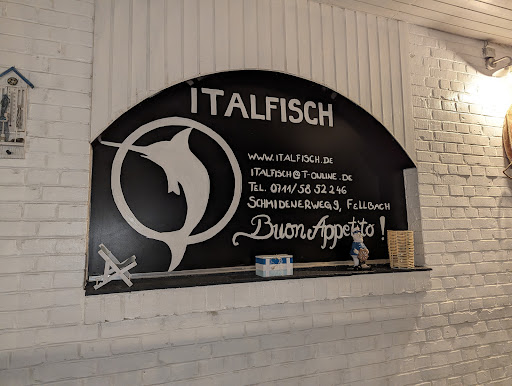 ITALFISCH
WWW.ITALFISCH.DE
ITALFISCH@T-ONLINE.DE
TEL. 0711/58 52 246
SCHMIDENERWEG 9, FELLBACH
Buon Appetito!